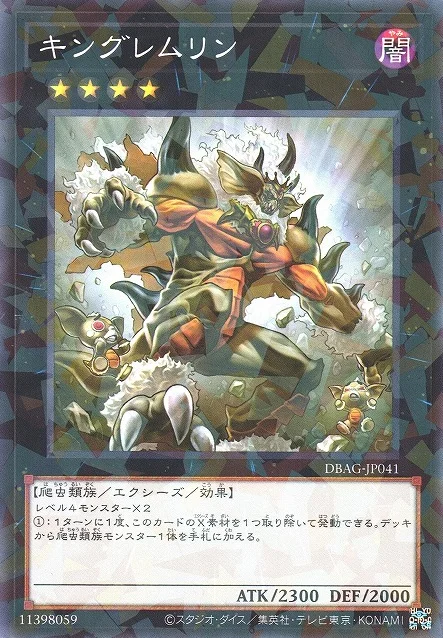 キングレムリン
闇
やみ
DBAG-JP041
【爬虫類族／エクシーズ／効果】
レベル4モンスター×2
①：1ターンに1度、このカードのX素材を1つ取り除いて発動できる。デッキ
から爬虫類族モンスター1体を手札に加える。
ATK/2300 DEF/2000
11398059
©スタジオ・ダイス／集英社・テレビ東京・KONAMI